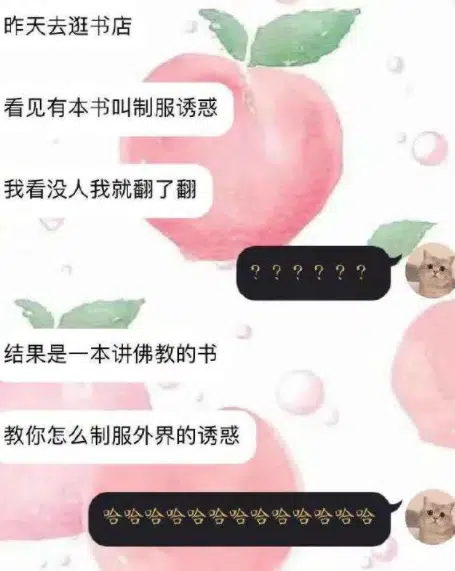 昨天去逛书店
看见有本书叫制服诱惑
我看没人我就翻了翻
？？？？？？
结果是一本讲佛教的书
教你怎么制服外界的诱惑
哈哈哈哈哈哈哈哈哈哈哈哈哈